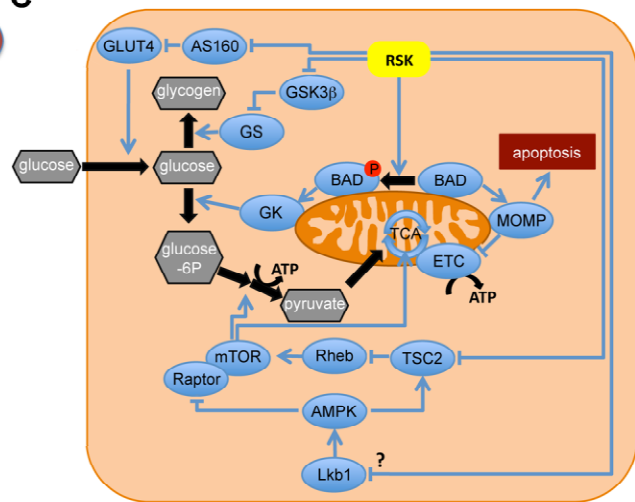 C
GLUT4
AS160
RSK
glycogen
GSK3β
GS
apoptosis
glucose
glucose
BAD
P
BAD
GK
MOMP
TCA
glucose
-6P
ETC
ATP
ATP
pyruvate
mTOR
Rheb
TSC2
Raptor
AMPK
?
Lkb1